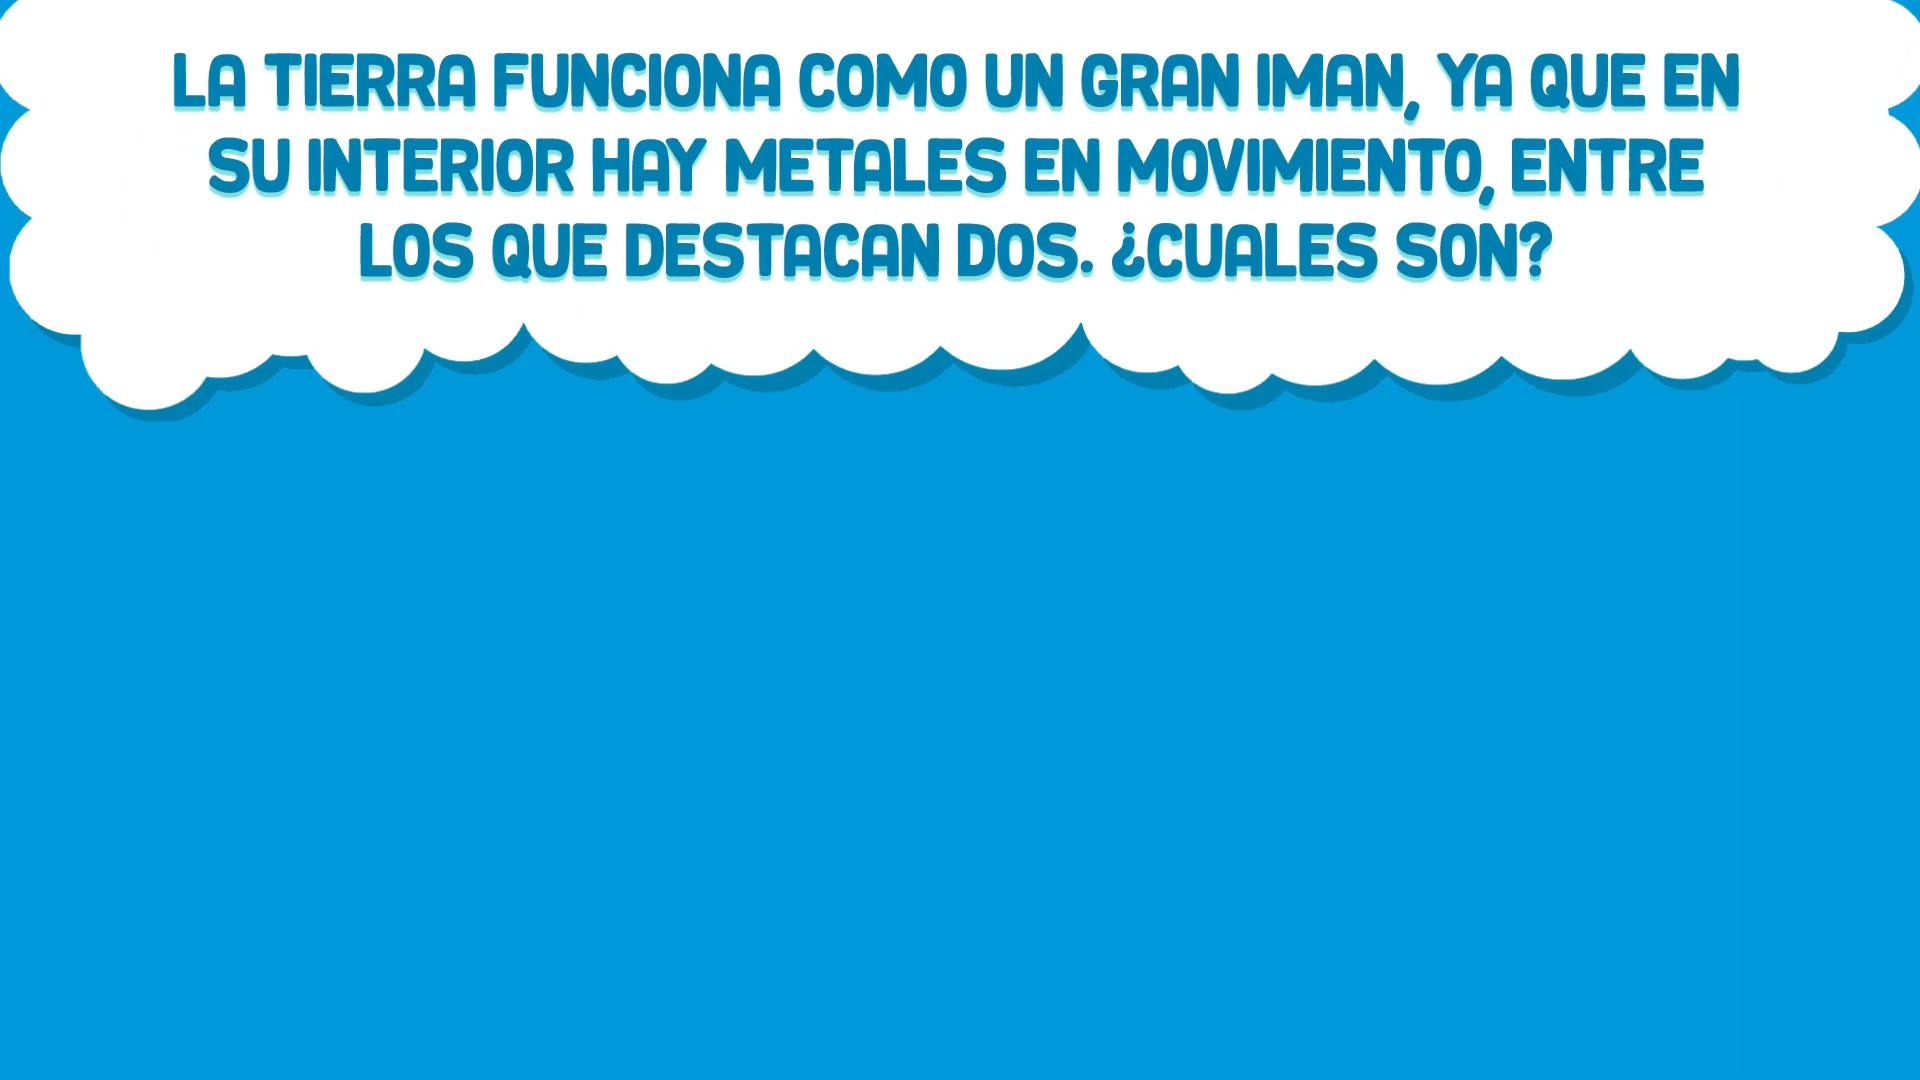 LA TIERRA FUNCIONA COMO UN GRAN IMAN, YA QUE EN
SU INTERIOR HAY METALES EN MOVIMIENTO, ENTRE
LOS QUE DESTACAN DOS. ¿CUALES SON?